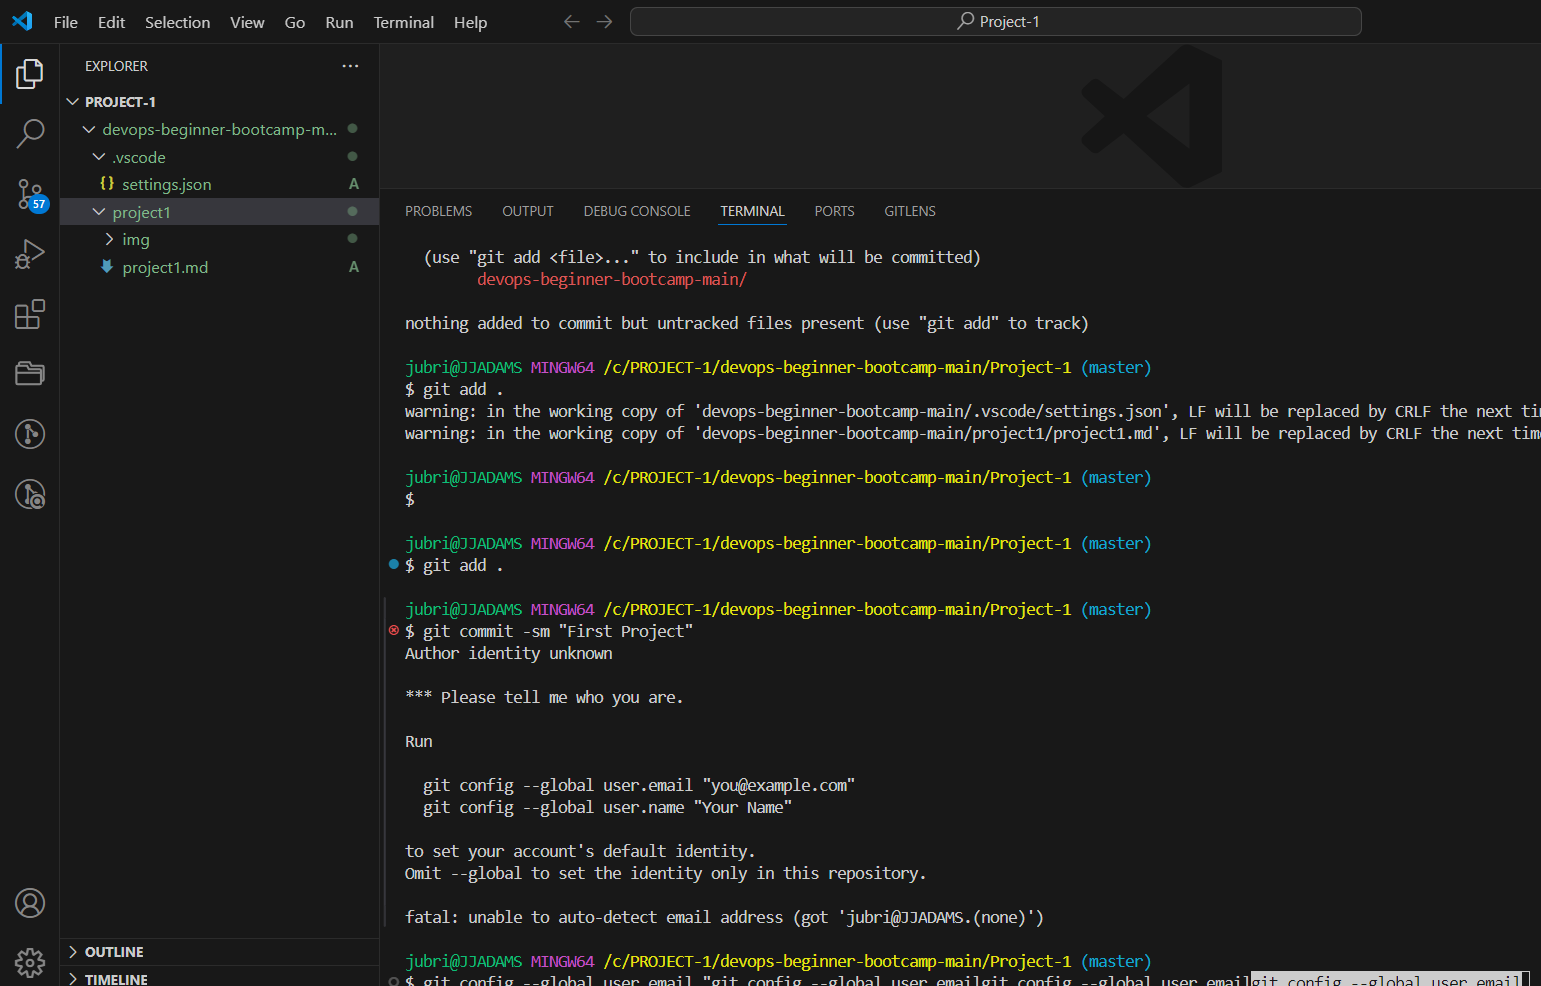 File Edit Selection View Go Run Terminal Help
Project-1
EXPLORER
PROJECT-1
devops-beginner-bootcamp-m...
.vscode
{} settings.json A
57
project1
img
project1.md A
OUTLINE
TIMELINE
PROBLEMS OUTPUT DEBUG CONSOLE TERMINAL PORTS GITLENS
(use "git add <file>..." to include in what will be committed)
devops-beginner-bootcamp-main/
nothing added to commit but untracked files present (use "git add" to track)
jubri@JJADAMS MINGW64 /c/PROJECT-1/devops-beginner-bootcamp-main/Project-1 (master)
$ git add .
warning: in the working copy of 'devops-beginner-bootcamp-main/.vscode/settings.json', LF will be replaced by CRLF the next
warning: in the working copy of 'devops-beginner-bootcamp-main/project1/project1.md', LF will be replaced by CRLF the next time
jubri@JJADAMS MINGW64 /c/PROJECT-1/devops-beginner-bootcamp-main/Project-1 (master)
$
jubri@JJADAMS MINGW64 /c/PROJECT-1/devops-beginner-bootcamp-main/Project-1 (master)
$ git add .
jubri@JJADAMS MINGW64 /c/PROJECT-1/devops-beginner-bootcamp-main/Project-1 (master)
$ git commit -sm "First Project"
Author identity unknown
*** Please tell me who you are.
Run
git config --global user.email "you@example.com"
git config --global user.name "Your Name"
to set your account's default identity.
Omit --global to set the identity only in this repository.
fatal: unable to auto-detect email address (got 'jubri@JJADAMS.(none)')
jubri@JJADAMS MINGW64 /c/PROJECT-1/devops-beginner-bootcamp-main/Project-1 (master)
$ git config --global user.email "git config --global user.emailgit config --global user.emailgit config --global user.email